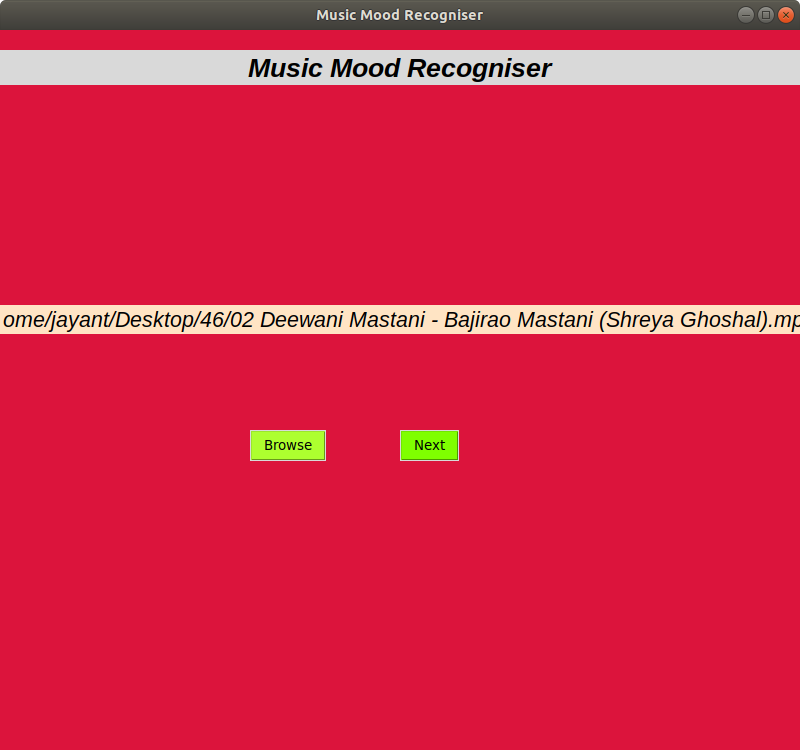 Music Mood Recogniser
Music Mood Recogniser
ome/jayant/Desktop/46/02 Deewani Mastani - Bajirao Mastani (Shreya Ghoshal).mp
Browse Next